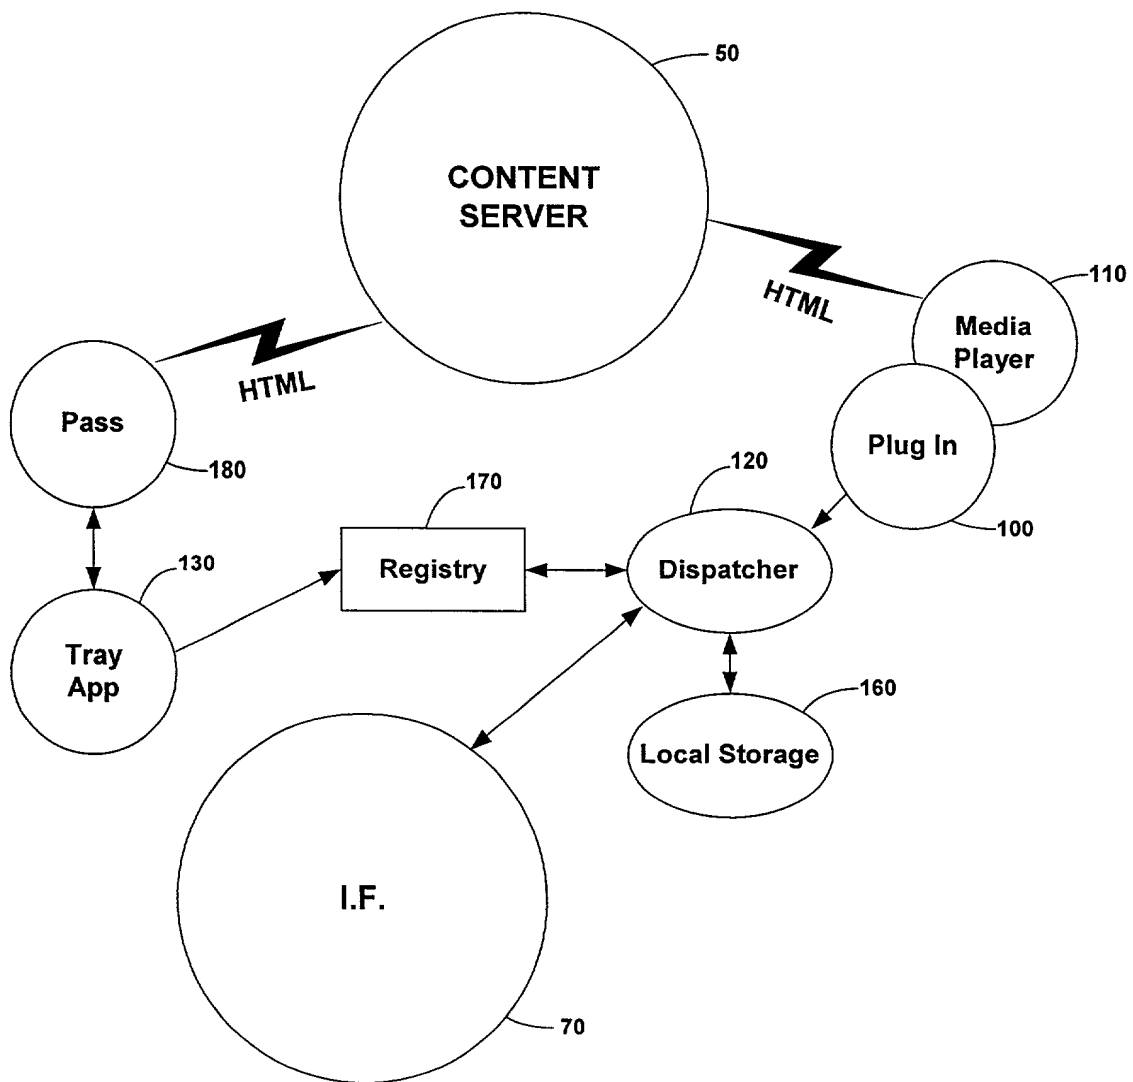 50
CONTENT
SERVER
110
HTML
Media
Player
HTML
Pass
Plug In
180
120
170
100
130
Registry
Dispatcher
Tray
App
160
Local Storage
I.F.
70